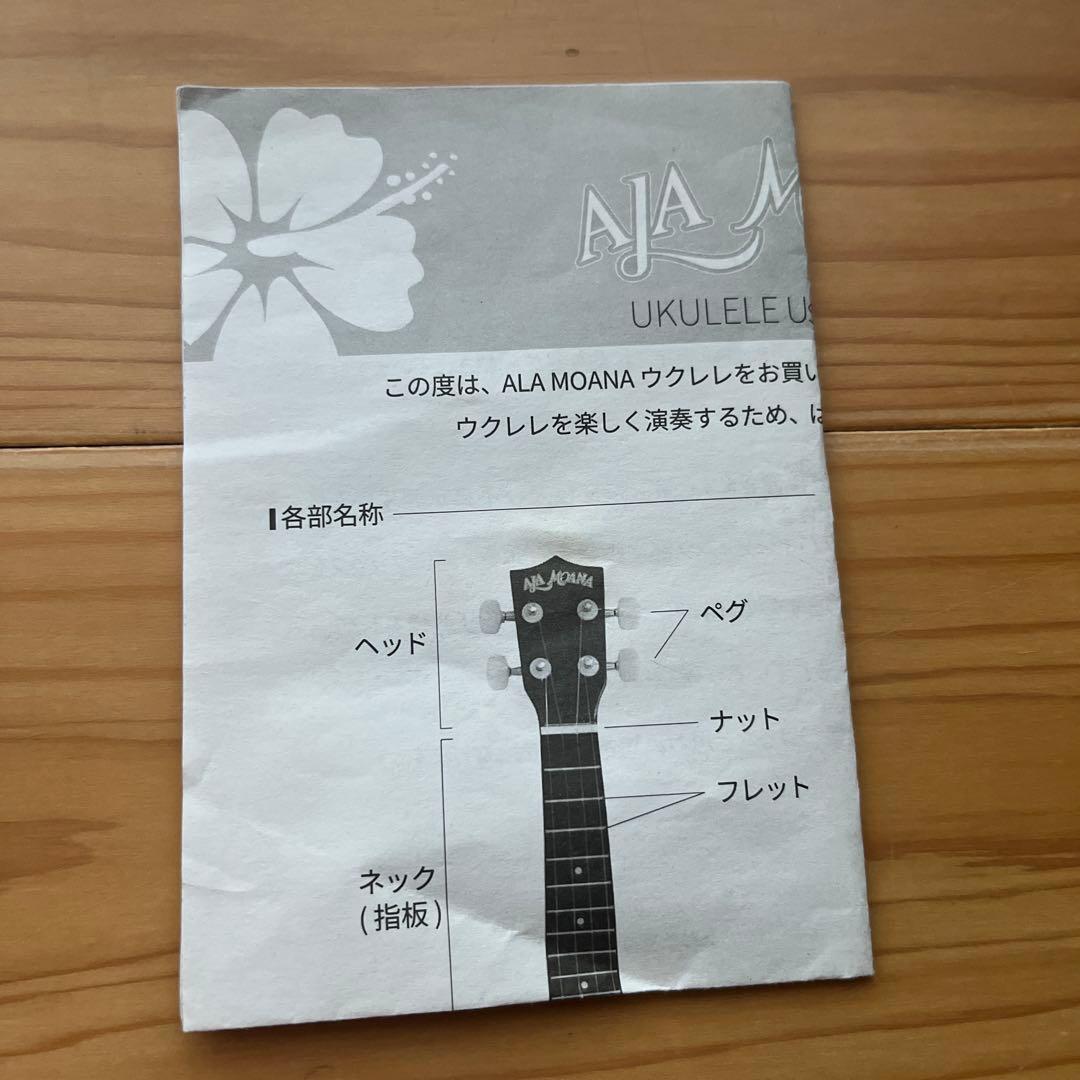 ALA M
UKULELE Us
この度は、ALA MOANA ウクレレをお買い
ウクレレを楽しく演奏するため、は
各部名称
ALA MOANA
ヘッド
ペグ
ナット
フレット
ネック
(指板)